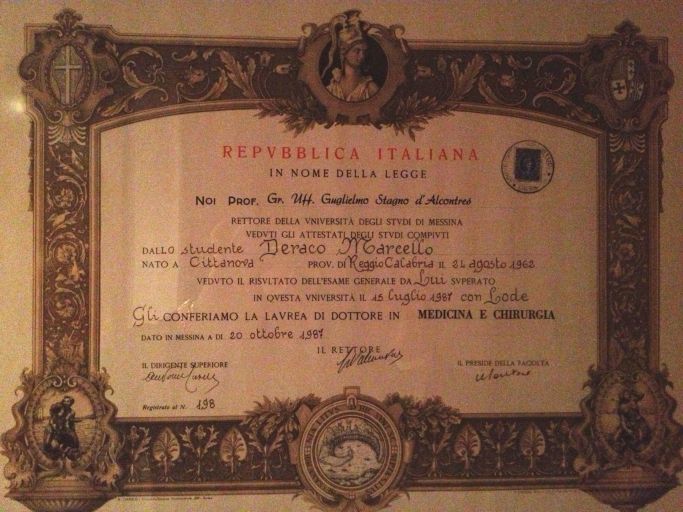 REPVBBLICA ITALIANA
IN NOME DELLA LEGGE
NOI PROF. Gr. Uff. Guglielmo Stagno d'Alcontres
RETTORE DELLA VNIVERSITÀ DEGLI STVDI DI MESSINA
VEDVTI GLI ATTESTATI DEGLI STVDI COMPIVTI
DALLO studente Deraco Marcello
NATO A Cittanova PROV. DI Reggio Calabria IL 24 agosto 1962
VEDVTO IL RISVLTATO DELL'ESAME GENERALE DA Lui SVPERATO
IN QVESTA VNIVERSITÀ IL 15 luglio 1987 con Lode
Gli CONFERIAMO LA LAVREA DI DOTTORE IN MEDICINA E CHIRVRGIA
DATO IN MESSINA A DI 20 ottobre 1987
IL RETTORE
IL DIRIGENTE SUPERIORE IL PRESIDE DELLA FACOLTÀ
Registrato al N. 198